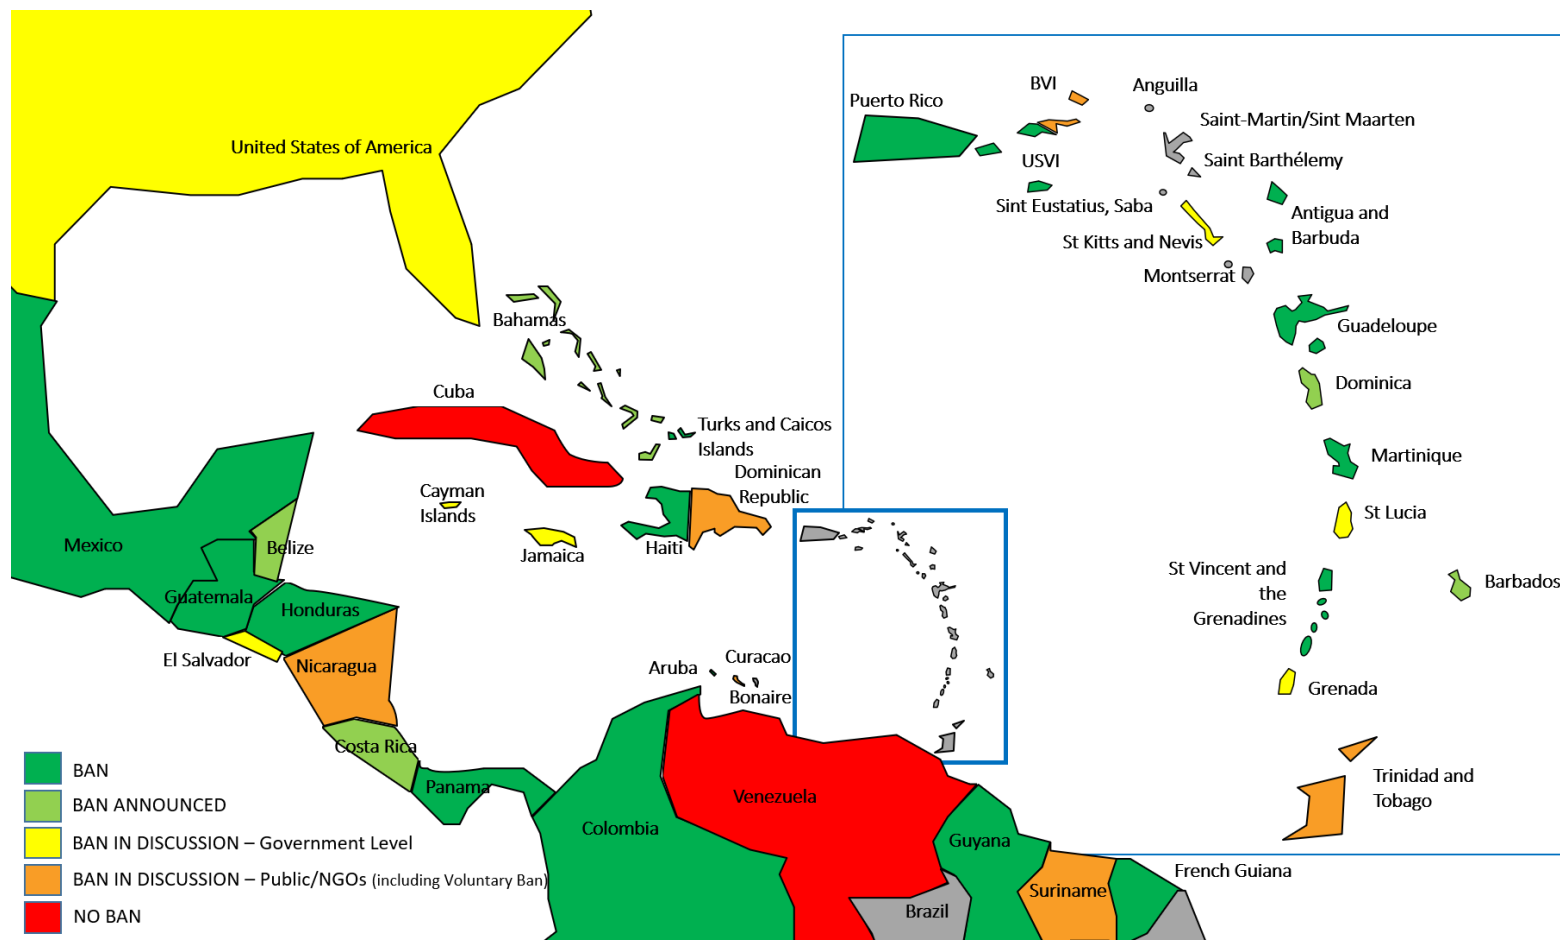 United States of America
Bahamas
Cuba
Turks and Caicos
Islands
Dominican
Republic
Cayman
Islands
Jamaica
Haiti
Mexico
Belize
Guatemala
Honduras
El Salvador
Nicaragua
Costa Rica
Panama
Aruba
Curacao
Bonaire
Colombia
Venezuela
Guyana
Suriname
French Guiana
Brazil
Puerto Rico
BVI
USVI
Anguilla
Saint-Martin/Sint Maarten
Saint Barthélemy
Sint Eustatius, Saba
Antigua and
Barbuda
St Kitts and Nevis
Montserrat
Guadeloupe
Dominica
Martinique
St Lucia
St Vincent and
the
Grenadines
Barbados
Grenada
Trinidad and
Tobago
BAN
BAN ANNOUNCED
BAN IN DISCUSSION – Government Level
BAN IN DISCUSSION – Public/NGOs (including Voluntary Ban)
NO BAN